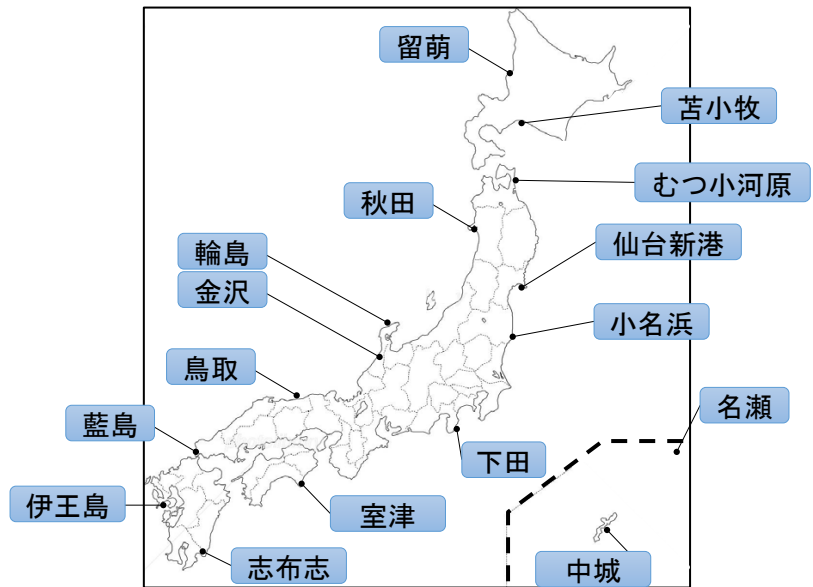 留萌
苫小牧
むつ小河原
秋田
仙台新港
輪島
金沢
小名浜
鳥取
名瀬
藍島
下田
伊王島
室津
志布志
中城